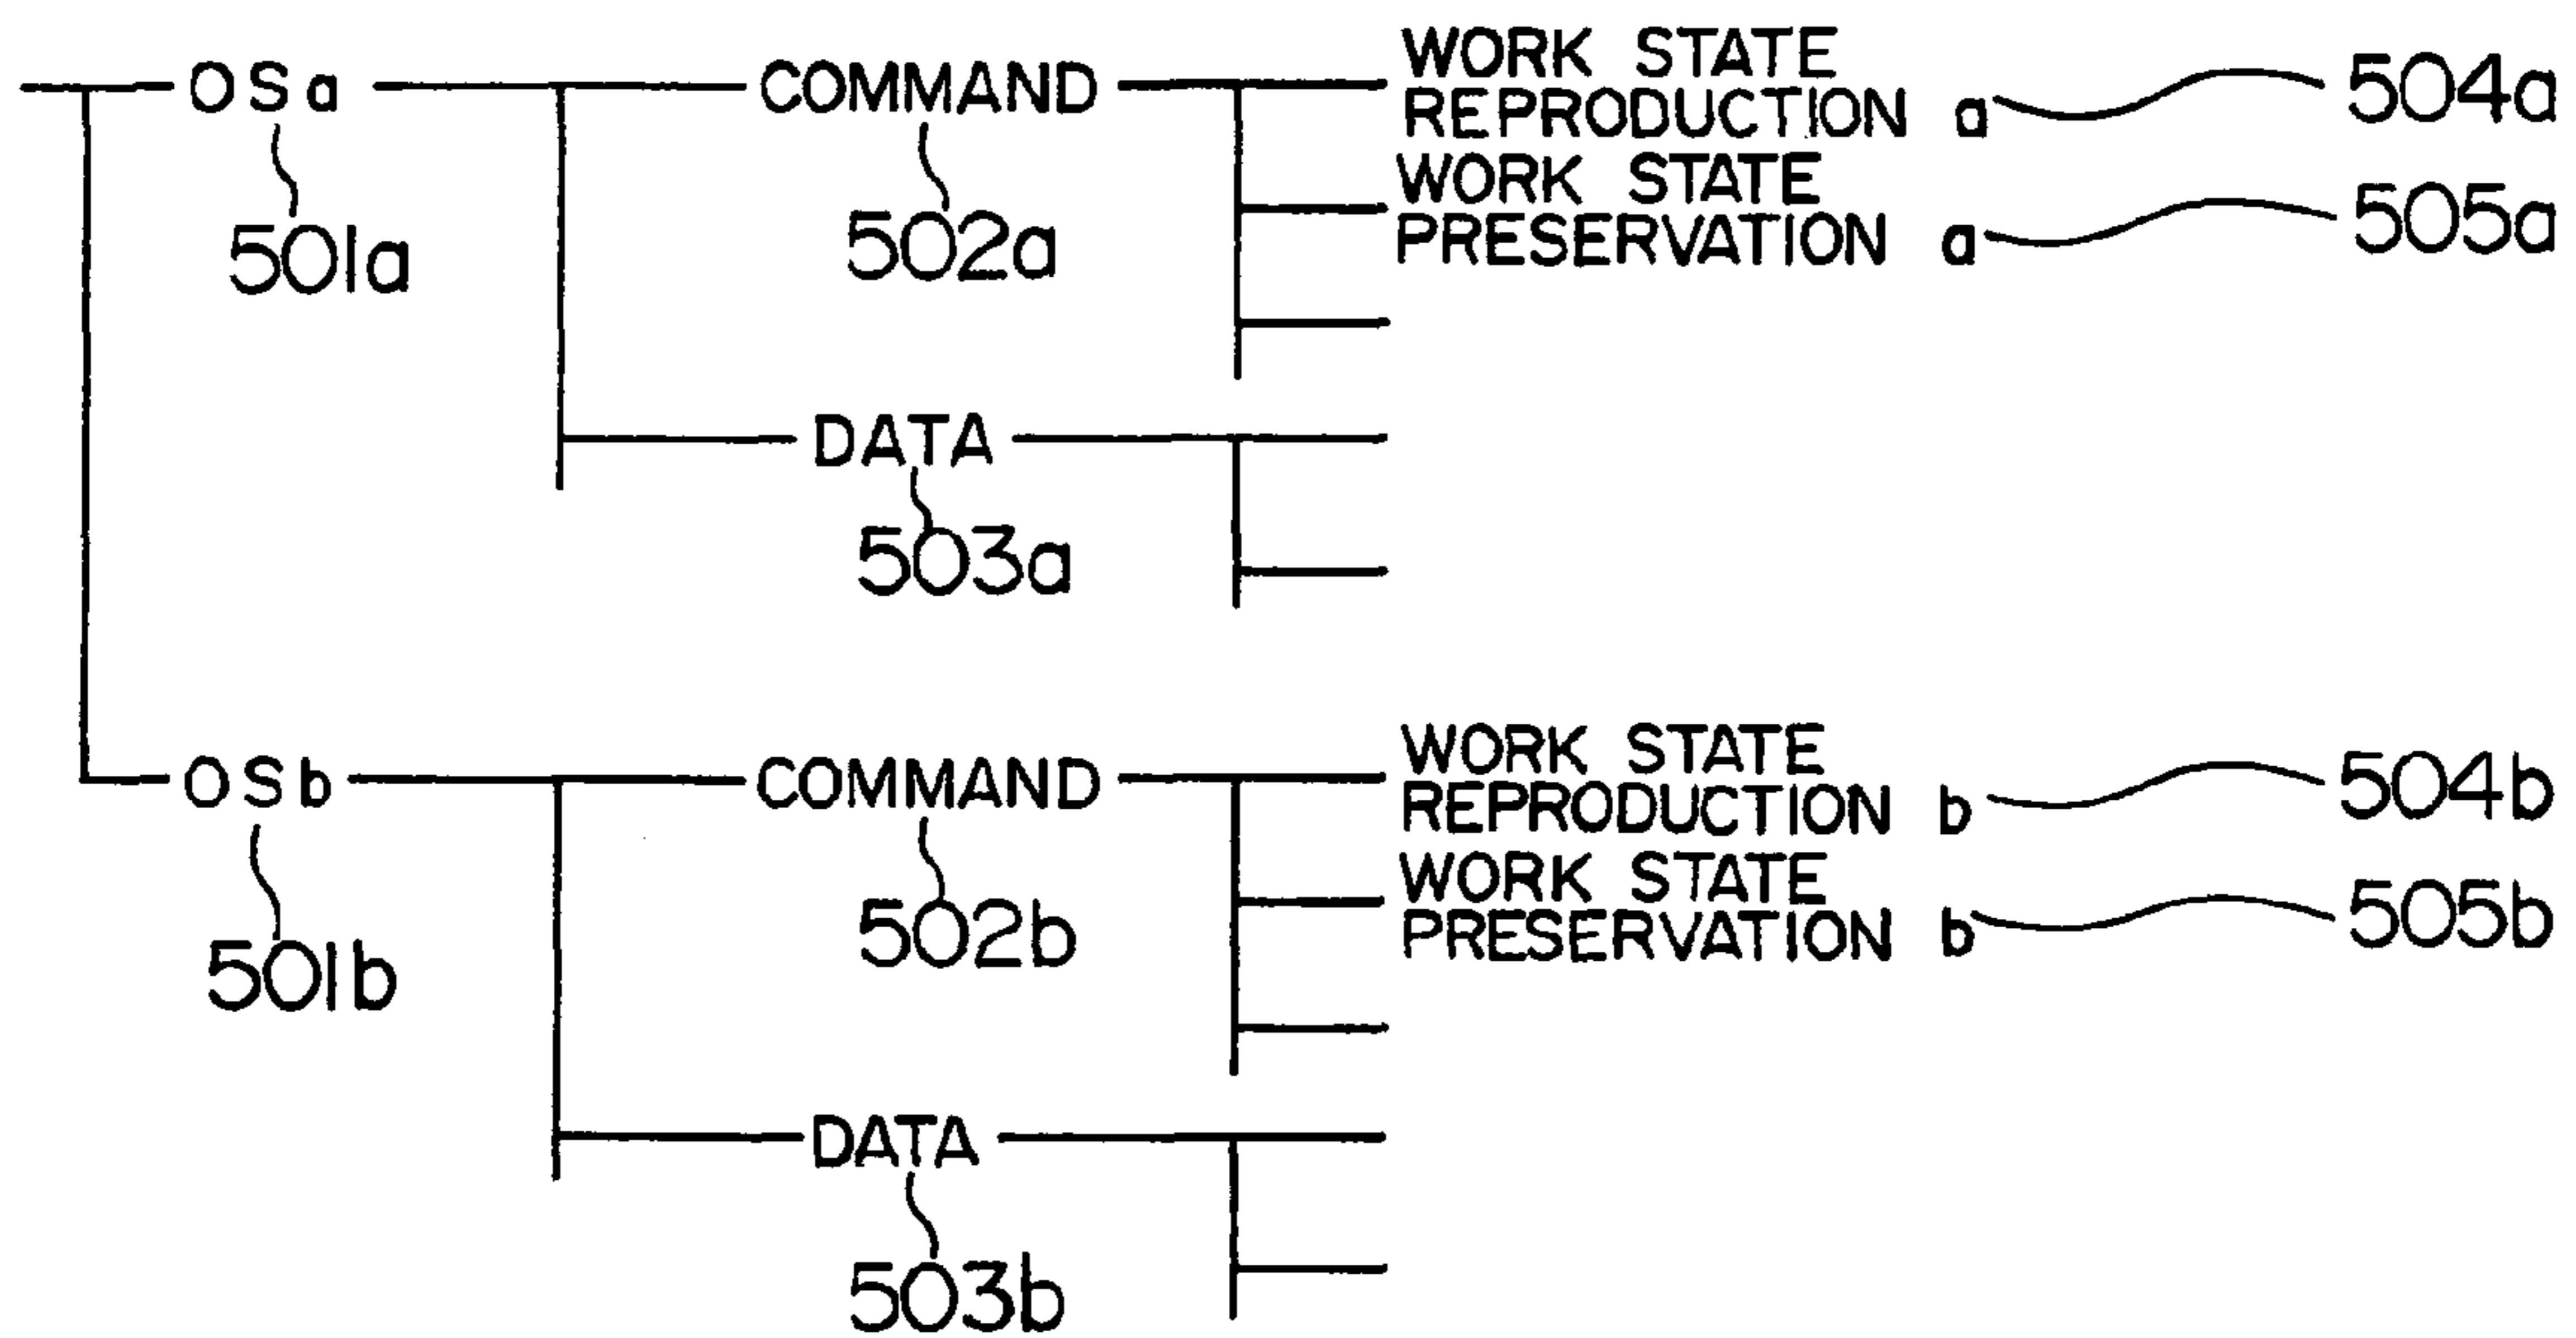 OSa
501a
COMMAND
502a
WORK STATE
REPRODUCTION a
504a
WORK STATE
PRESERVATION a
505a
DATA
503a
OSb
501b
COMMAND
502b
WORK STATE
REPRODUCTION b
504b
WORK STATE
PRESERVATION b
505b
DATA
503b